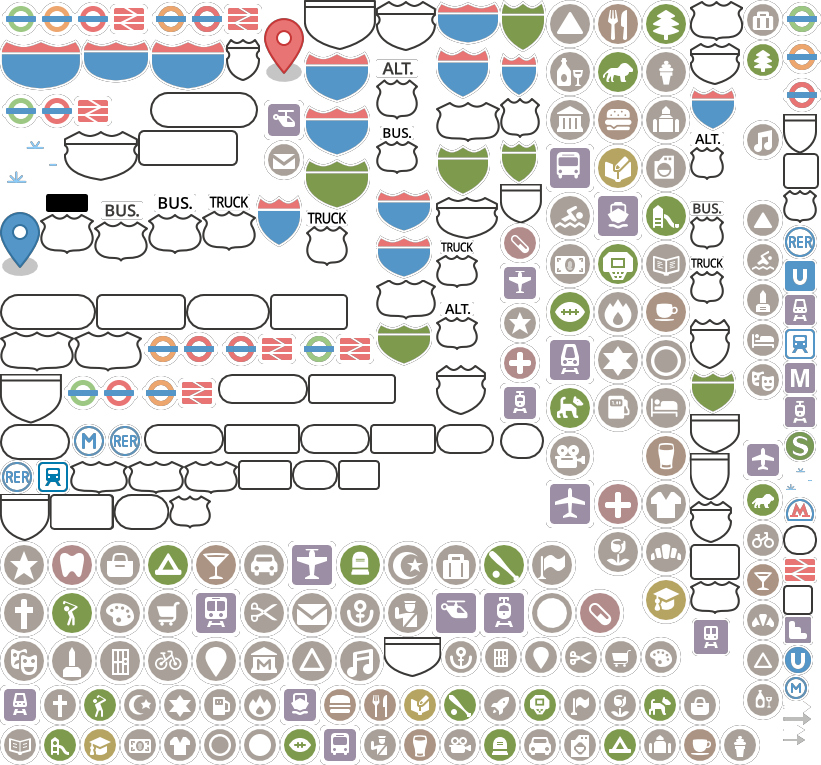 ALT.
BUS.
ALT.
BUS.
BUS.
TRUCK
BUS.
TRUCK
TRUCK
TRUCK
ALT.
RER
U
M
M
RER
RER
S
M
M
U
M